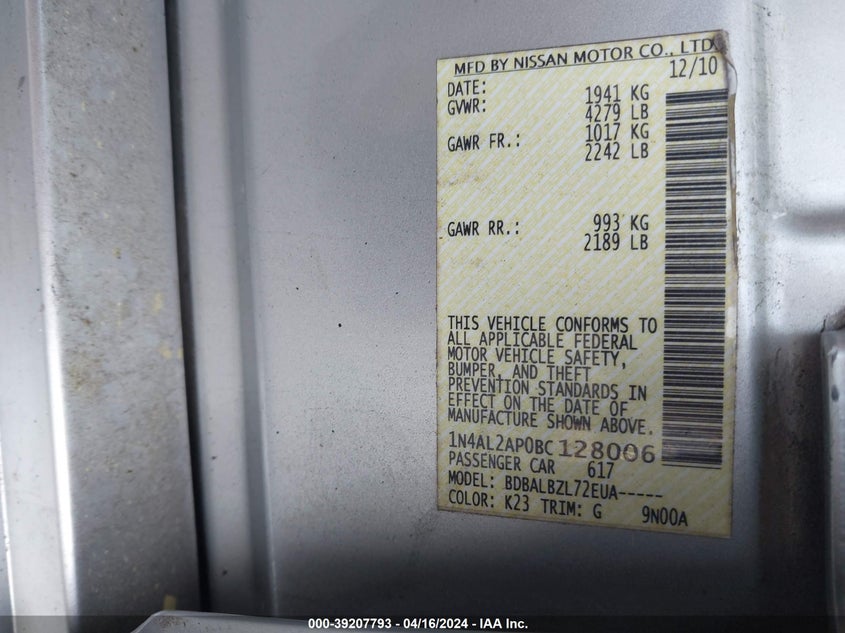 MFD BY NISSAN MOTOR CO., LTD.
DATE: 12/10
GVWR: 1941 KG
4279 LB
GAWR FR.: 1017 KG
2242 LB
GAWR RR.: 993 KG
2189 LB
THIS VEHICLE CONFORMS TO
ALL APPLICABLE FEDERAL
MOTOR VEHICLE SAFETY,
BUMPER, AND THEFT
PREVENTION STANDARDS IN
EFFECT ON THE DATE OF
MANUFACTURE SHOWN ABOVE.
1N4AL2AP0BC128006
PASSENGER CAR 617
MODEL: BDBALBZL72EUA-----
COLOR: K23 TRIM: G 9N00A
000-39207793 - 04/16/2024 - IAA Inc.